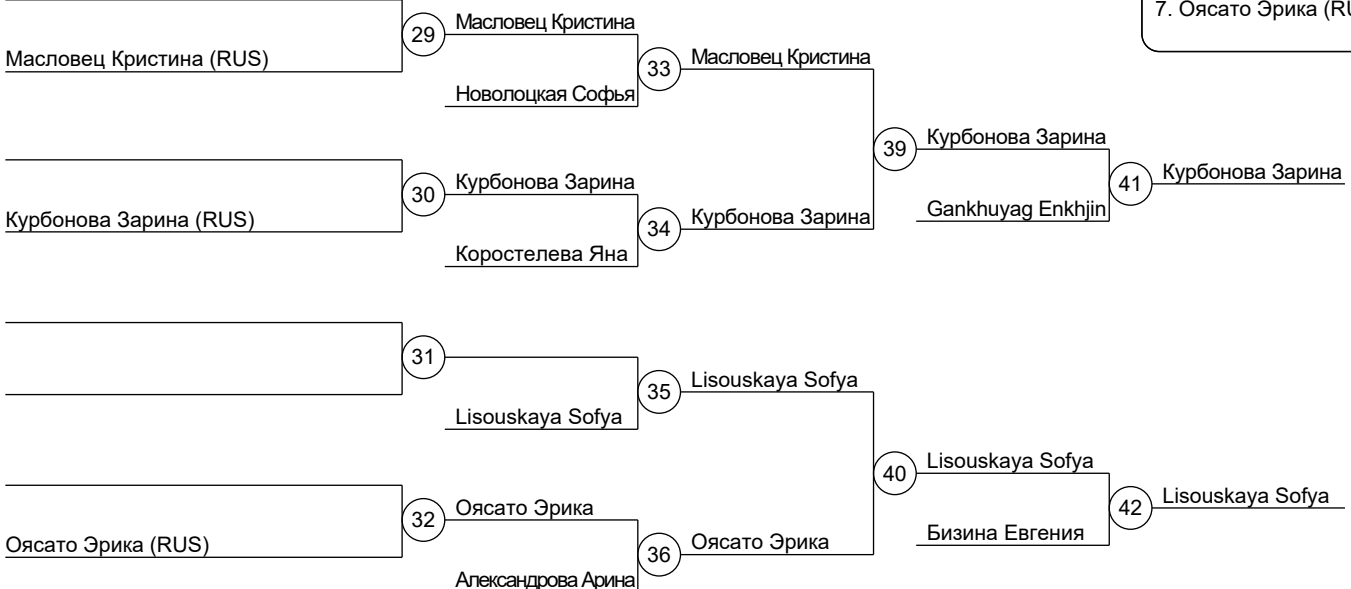 7. Оясато Эрика (RU
Масловец Кристина (RUS)
29
Масловец Кристина
Новолоцкая Софья
33
Масловец Кристина
Курбонова Зарина (RUS)
30
Курбонова Зарина
Коростелева Яна
34
Курбонова Зарина
39
Курбонова Зарина
Gankhuyag Enkhjin
41
Курбонова Зарина
31
Lisouskaya Sofya
35
Lisouskaya Sofya
Оясато Эрика (RUS)
32
Оясато Эрика
Александрова Арина
36
Оясато Эрика
40
Lisouskaya Sofya
Бизина Евгения
42
Lisouskaya Sofya